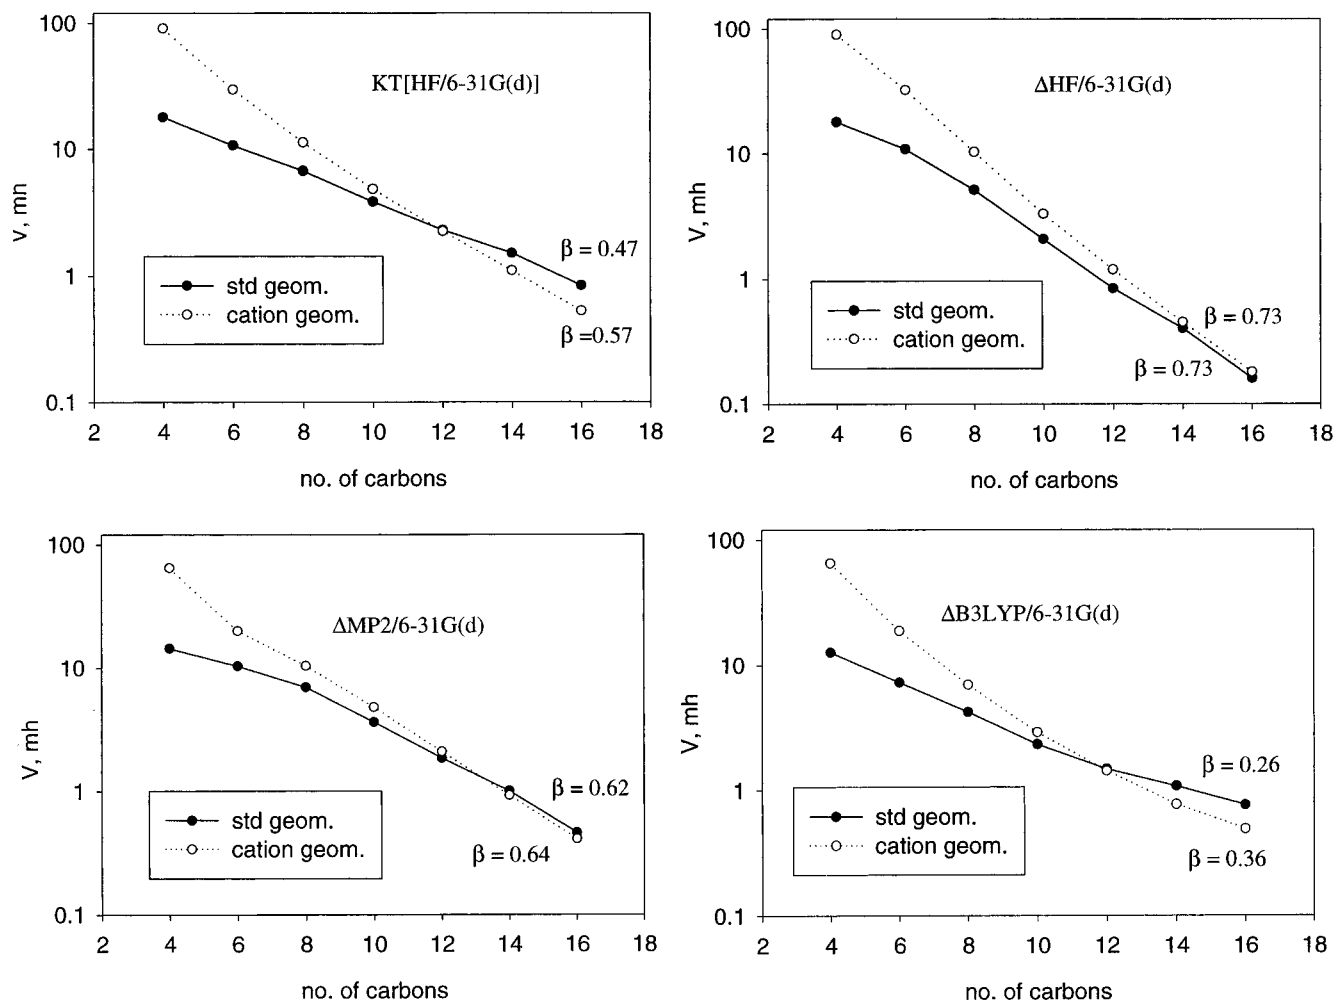 100
10
1
0.1
V, mh
KT[HF/6-31G(d)]
β = 0.47
β =0.57
std geom.
cation geom.
2 4 6 8 10 12 14 16 18
no. of carbons
100
10
1
0.1
V, mh
ΔHF/6-31G(d)
β = 0.73
β = 0.73
std geom.
cation geom.
2 4 6 8 10 12 14 16 18
no. of carbons
100
10
1
0.1
V, mh
ΔMP2/6-31G(d)
β = 0.62
β = 0.64
std geom.
cation geom.
2 4 6 8 10 12 14 16 18
no. of carbons
100
10
1
0.1
V, mh
ΔB3LYP/6-31G(d)
β = 0.26
β = 0.36
std geom.
cation geom.
2 4 6 8 10 12 14 16 18
no. of carbons